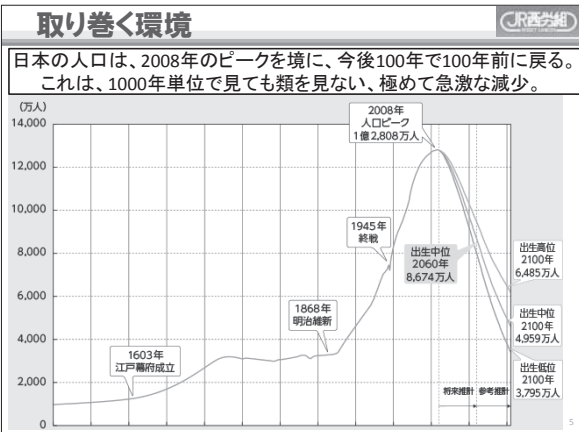 取り巻く環境
JR西労組
日本の人口は、2008年のピークを境に、今後100年で100年前に戻る。
これは、1000年単位で見ても類を見ない、極めて急激な減少。
(万人)
14,000
12,000
10,000
8,000
6,000
4,000
2,000
0
1603年
江戸幕府成立
1868年
明治維新
1945年
終戦
2008年
人口ピーク
1億2,808万人
出生中位
2060年
8,674万人
出生高位
2100年
6,485万人
出生中位
2100年
4,959万人
出生低位
2100年
3,795万人
将来推計 参考推計
5